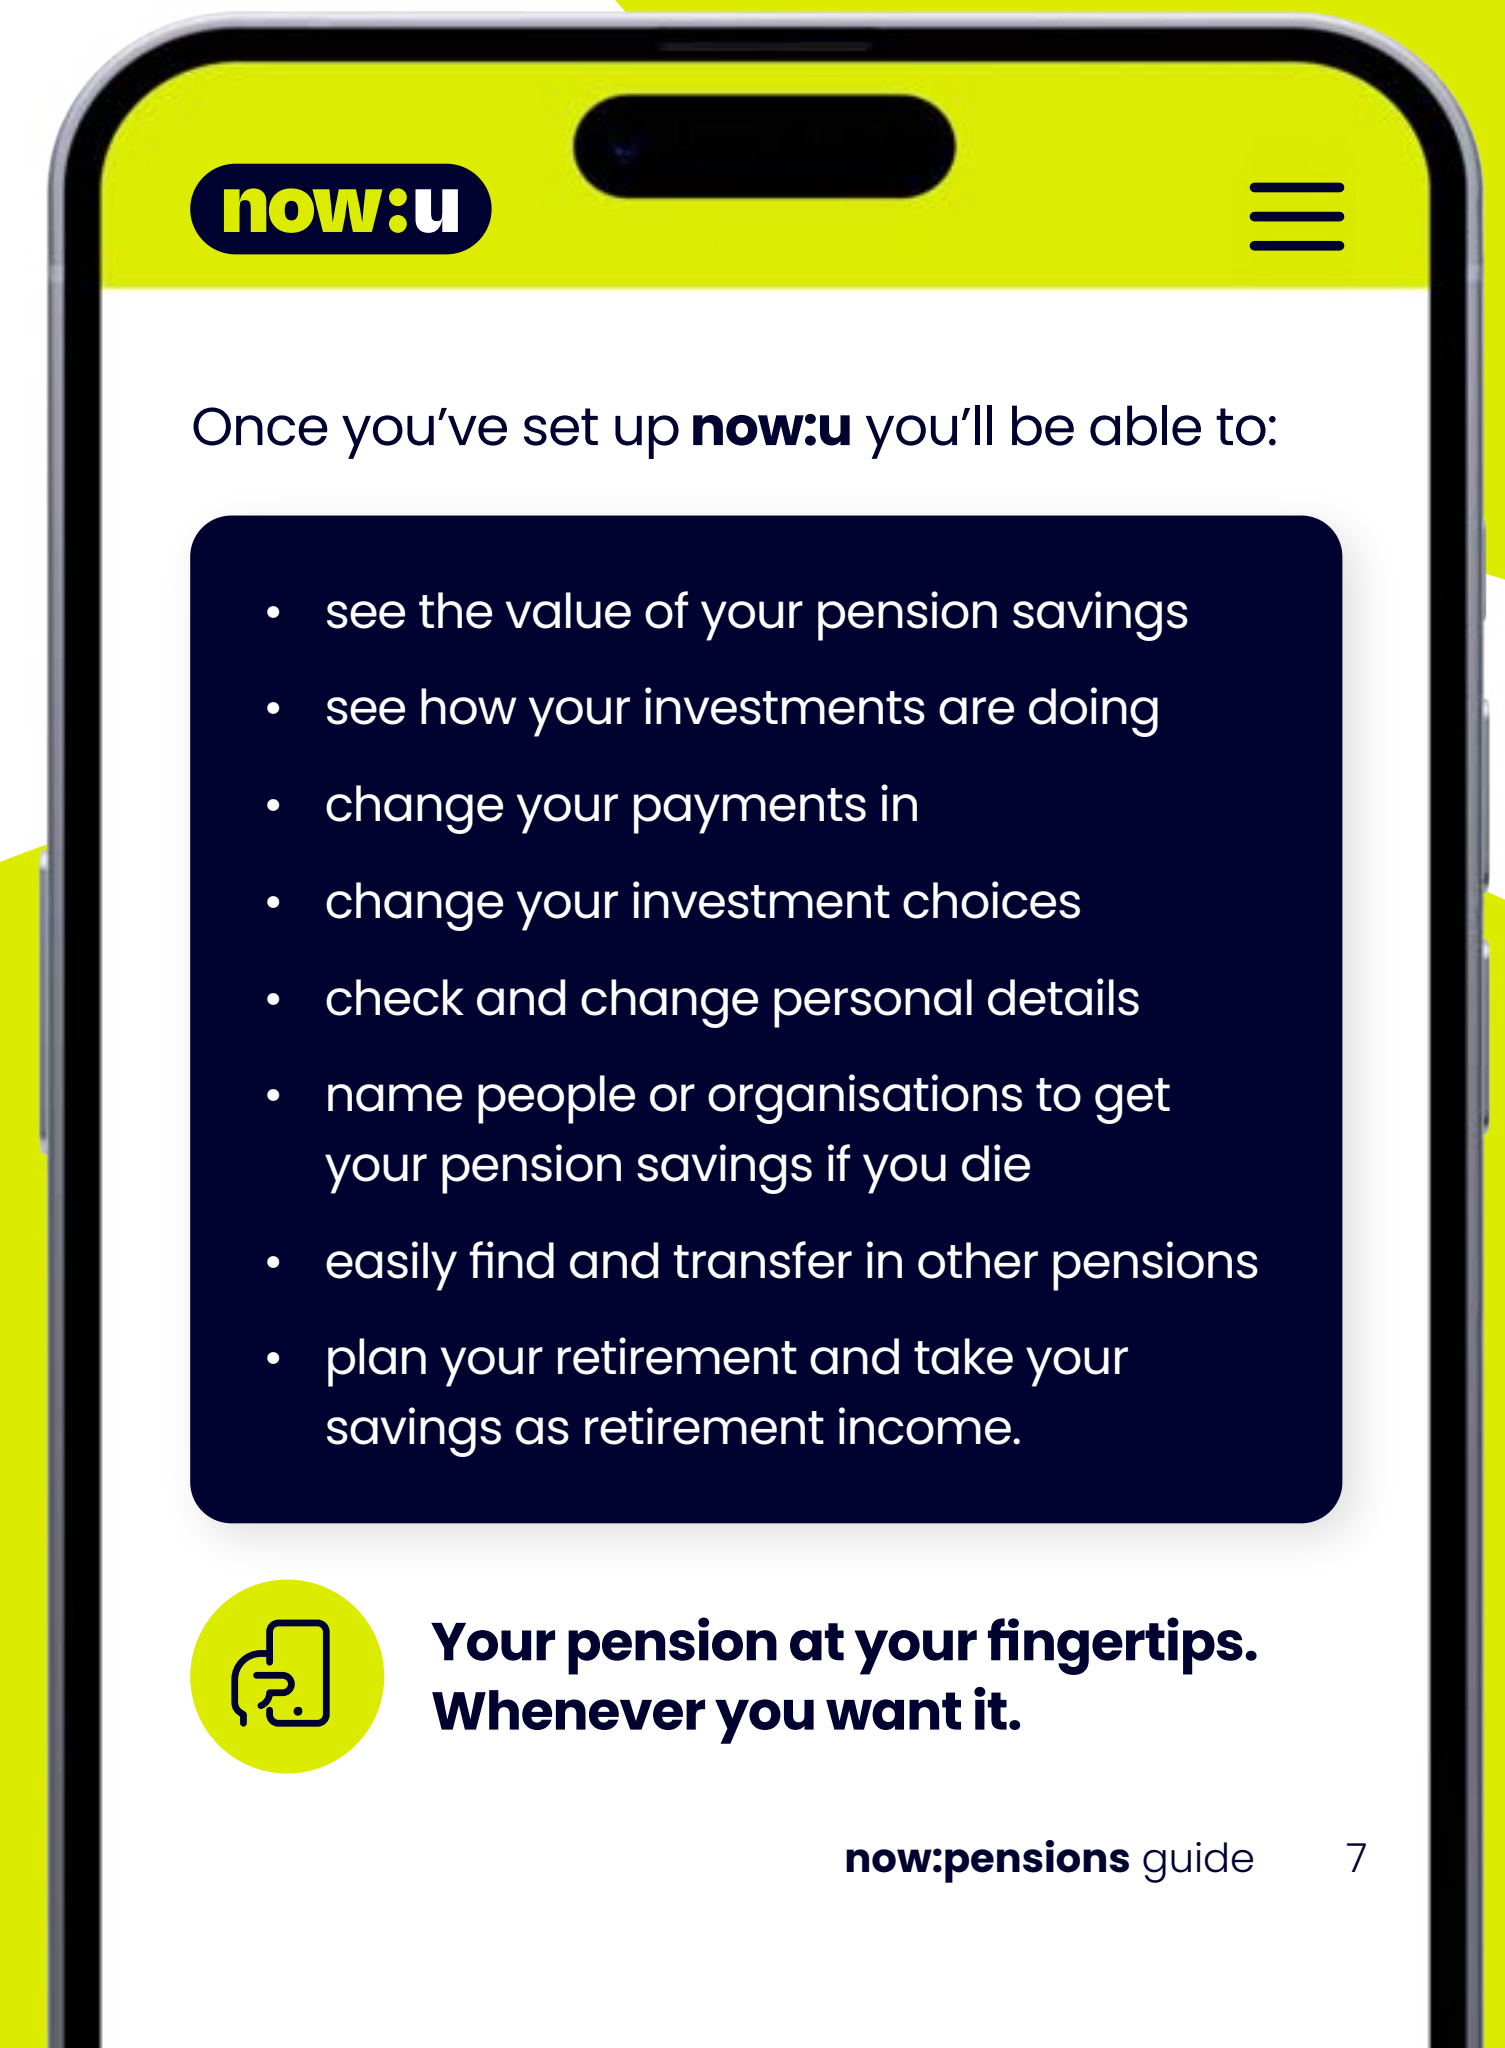 now:u
Once you’ve set up now:u you’ll be able to:
• see the value of your pension savings
• see how your investments are doing
• change your payments in
• change your investment choices
• check and change personal details
• name people or organisations to get
your pension savings if you die
• easily find and transfer in other pensions
• plan your retirement and take your
savings as retirement income.
Your pension at your fingertips.
Whenever you want it.
now:pensions guide 7